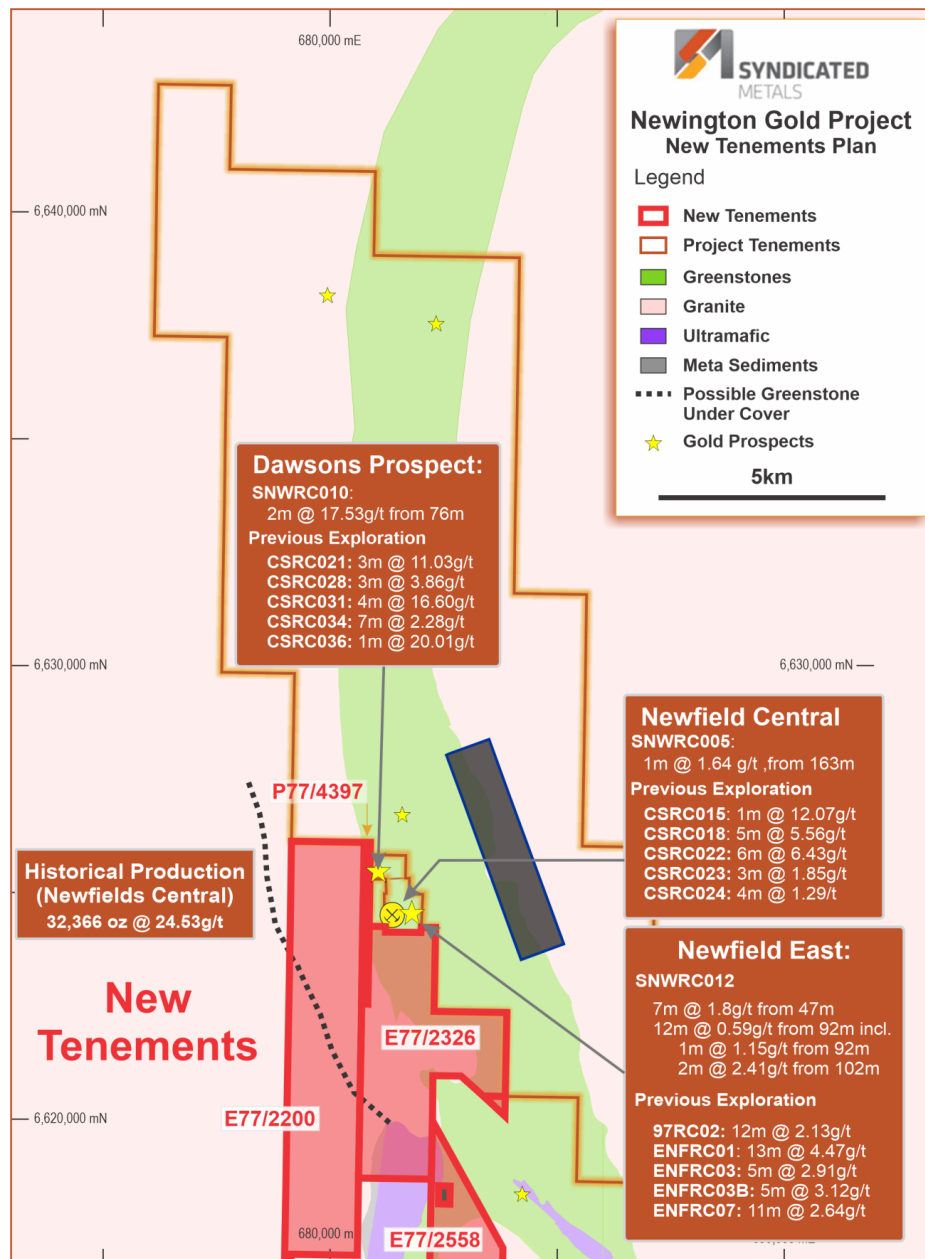 680,000 mE
SYNDICATED
METALS
Newington Gold Project
New Tenements Plan
Legend
New Tenements
Project Tenements
Greenstones
Granite
Ultramafic
Meta Sediments
Possible Greenstone
Under Cover
Gold Prospects
5km
6,640,000 mN
Dawsons Prospect:
SNWRC010:
2m @ 17.53g/t from 76m
Previous Exploration
CSRC021: 3m @ 11.03g/t
CSRC028: 3m @ 3.86g/t
CSRC031: 4m @ 16.60g/t
CSRC034: 7m @ 2.28g/t
CSRC036: 1m @ 20.01g/t
6,630,000 mN
6,630,000 mN
Newfield Central
SNWRC005:
1m @ 1.64 g/t ,from 163m
Previous Exploration
CSRC015: 1m @ 12.07g/t
CSRC018: 5m @ 5.56g/t
CSRC022: 6m @ 6.43g/t
CSRC023: 3m @ 1.85g/t
CSRC024: 4m @ 1.29/t
P77/4397
Historical Production
(Newfields Central)
32,366 oz @ 24.53g/t
Newfield East:
SNWRC012
7m @ 1.8g/t from 47m
12m @ 0.59g/t from 92m incl.
1m @ 1.15g/t from 92m
2m @ 2.41g/t from 102m
Previous Exploration
97RC02: 12m @ 2.13g/t
ENFRC01: 13m @ 4.47g/t
ENFRC03: 5m @ 2.91g/t
ENFRC03B: 5m @ 3.12g/t
ENFRC07: 11m @ 2.64g/t
New
Tenements
E77/2326
E77/2200
6,620,000 mN
680,000 m
E77/2558